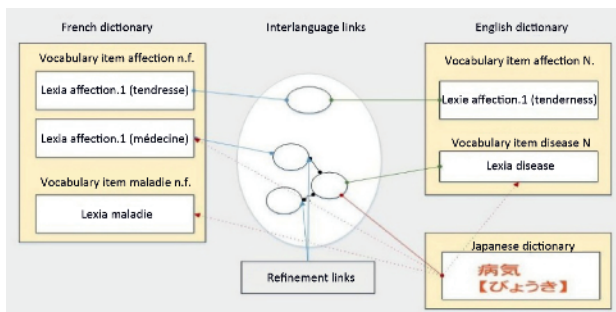 French dictionary
Interlanguage links
English dictionary
Vocabulary item affection n.f.
Lexia affection.1 (tendresse)
Lexia affection.1 (médecine)
Vocabulary item maladie n.f.
Lexia maladie
Refinement links
Vocabulary item affection N.
Lexie affection.1 (tenderness)
Vocabulary item disease N
Lexia disease
Japanese dictionary
病気
【びょうき】